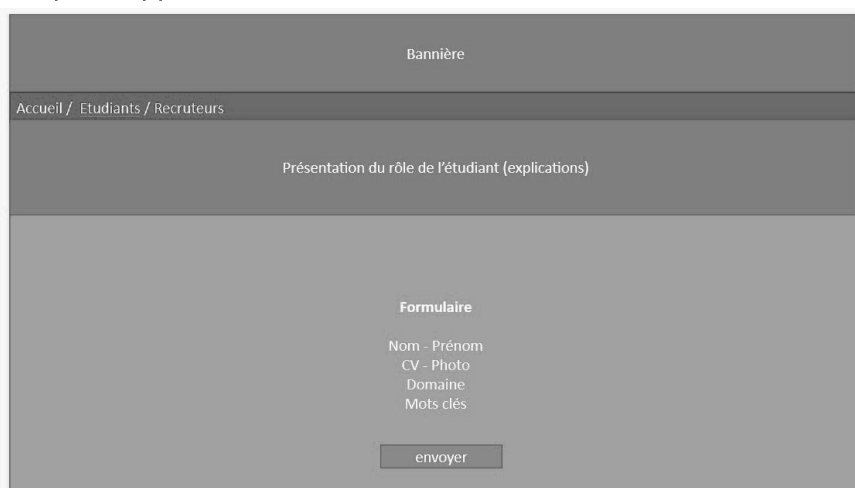 Bannière
Accueil / Etudiants / Recruteurs
Présentation du rôle de l'étudiant (explications)
Formulaire
Nom - Prénom
CV - Photo
Domaine
Mots clés
envoyer